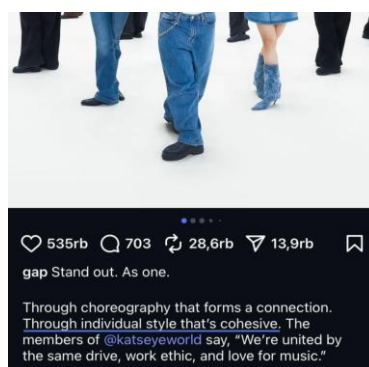 535rb 703 28,6rb 13,9rb
gap Stand out. As one.
Through choreography that forms a connection.
Through individual style that's cohesive. The
members of @katseyeworld say, “We're united by
the same drive, work ethic, and love for music.”